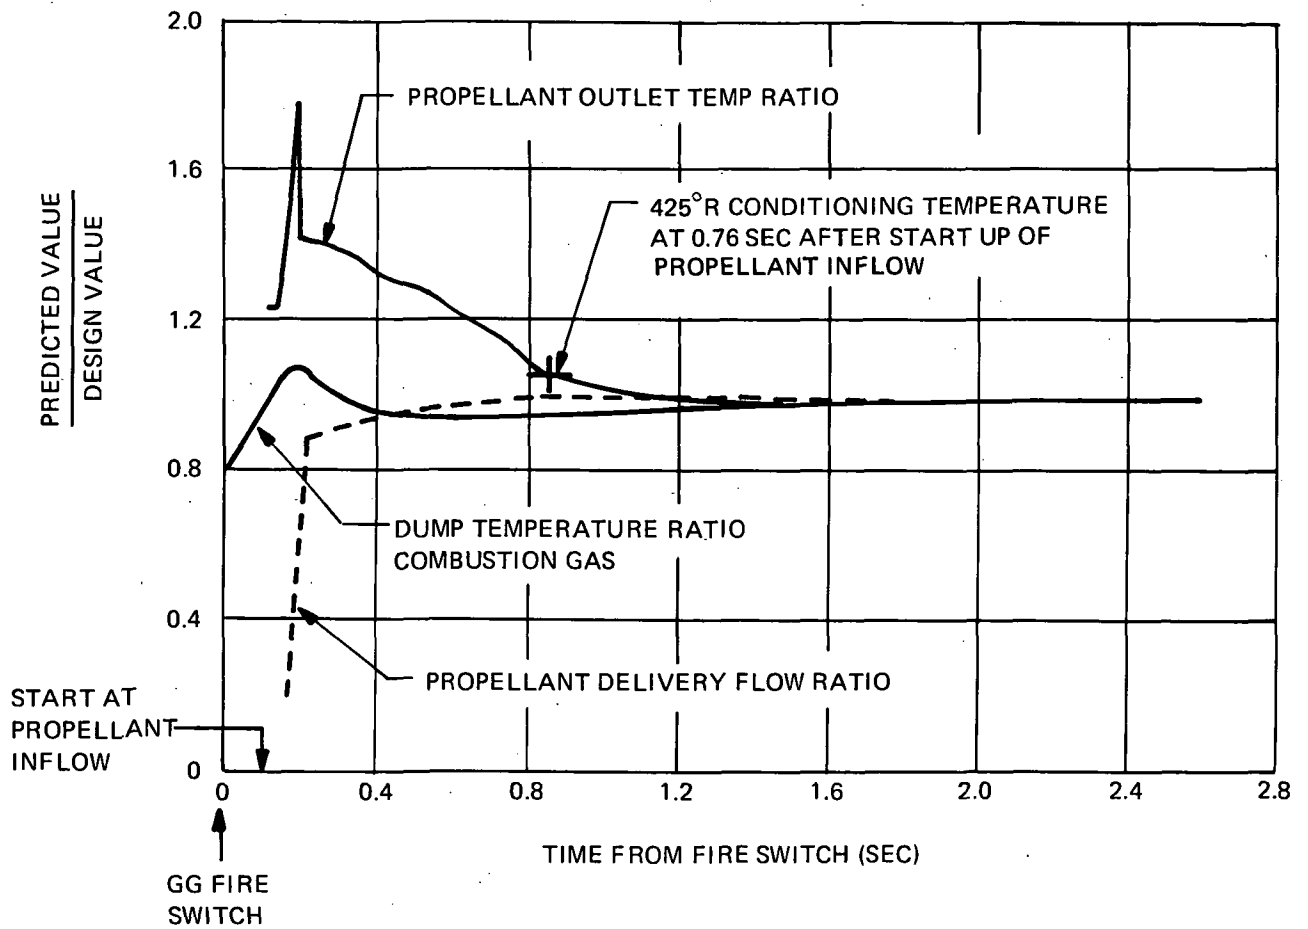 2.0
1.6
1.2
0.8
0.4
0
PREDICTED VALUE
DESIGN VALUE
PROPELLANT OUTLET TEMP RATIO
425°R CONDITIONING TEMPERATURE
AT 0.76 SEC AFTER START UP OF
PROPELLANT INFLOW
DUMP TEMPERATURE RATIO
COMBUSTION GAS
PROPELLANT DELIVERY FLOW RATIO
START AT
PROPELLANT
INFLOW
0 0.4 0.8 1.2 1.6 2.0 2.4 2.8
TIME FROM FIRE SWITCH (SEC)
GG FIRE
SWITCH